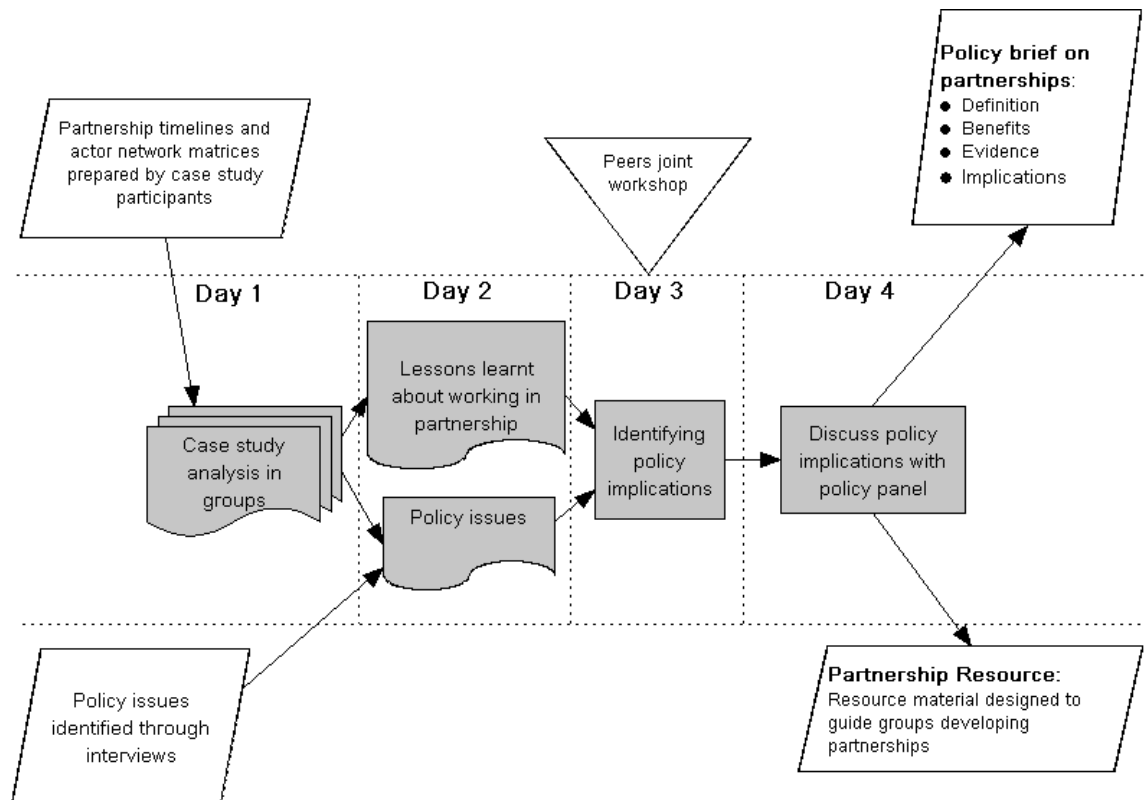 Policy brief on
partnerships:
● Definition
● Benefits
● Evidence
● Implications
Partnership timelines and
actor network matrices
prepared by case study
participants
Peers joint
workshop
Day 1
Day 2
Day 3
Day 4
Case study
analysis in
groups
Lessons learnt
about working in
partnership
Policy issues
Identifying
policy
implications
Discuss policy
implications with
policy panel
Policy issues
identified through
interviews
Partnership Resource:
Resource material designed to
guide groups developing
partnerships